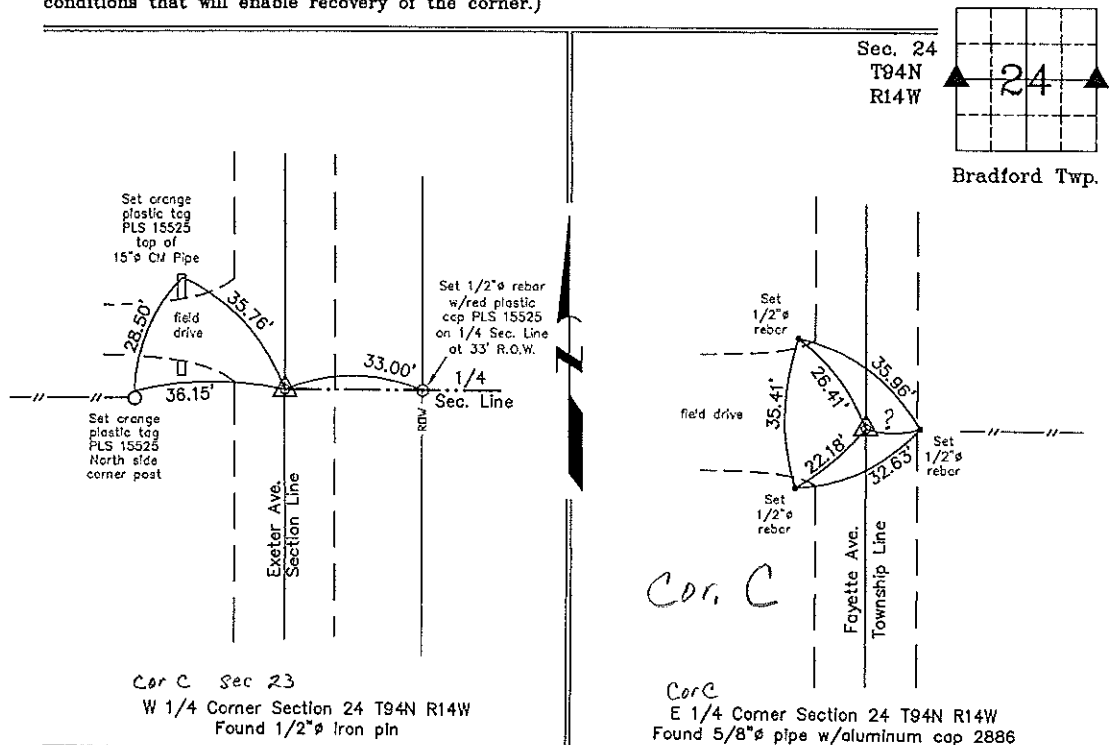 conditions that will enable recovery of the corner.)
Sec. 24
T94N
R14W
24
Bradford Twp.
Set orange
plastic tag
PLS 15525
top of
15"ø CM Pipe
28.50'
field
drive
35.76'
36.15'
33.00'
Set 1/2"ø rebar
w/red plastic
cap PLS 15525
on 1/4 Sec. Line
at 33' R.O.W.
1/4
Sec. Line
ROW
Set orange
plastic tag
PLS 15525
North side
corner post
Exeter Ave.
Section Line
Cor C Sec 23
W 1/4 Corner Section 24 T94N R14W
Found 1/2"ø iron pin
N
Set
1/2"ø
rebar
35.96'
26.41'
35.41'
field drive
?
22.18'
32.63'
Set
1/2"ø
rebar
Set
1/2"ø
rebar
Cor. C
Fayette Ave.
Township Line
Cor C
E 1/4 Corner Section 24 T94N R14W
Found 5/8"ø pipe w/aluminum cap 2886